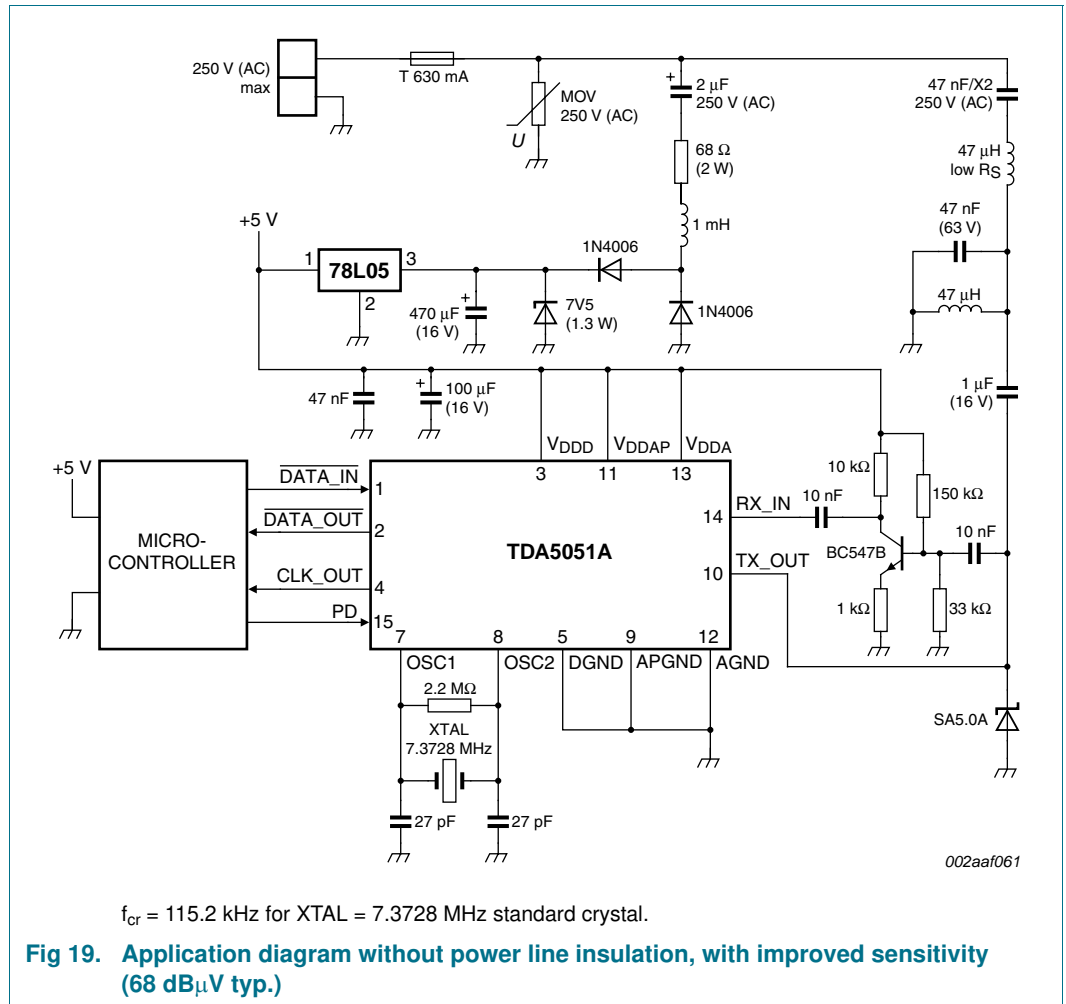 250 V (AC)
max
T 630 mA
MOV
250 V (AC)
U
+
2 μF
250 V (AC)
47 nF/X2
250 V (AC)
68 Ω
(2 W)
47 μH
low RS
1 mH
47 nF
(63 V)
47 μH
+5 V
1
78L05
3
2
1N4006
+
470 μF
(16 V)
7V5
(1.3 W)
1N4006
1 μF
(16 V)
47 nF
+
100 μF
(16 V)
VDDD
VDDAP
VDDA
3
11
13
10 kΩ
150 kΩ
+5 V
MICRO-
CONTROLLER
DATA_IN
1
DATA_OUT
2
CLK_OUT
4
PD
15
TDA5051A
14
RX_IN
10 nF
10
TX_OUT
BC547B
10 nF
1 kΩ
33 kΩ
7
8
5
9
12
OSC1
OSC2
DGND
APGND
AGND
2.2 MΩ
XTAL
7.3728 MHz
27 pF
27 pF
SA5.0A
002aaf061
fcr = 115.2 kHz for XTAL = 7.3728 MHz standard crystal.
Fig 19. Application diagram without power line insulation, with improved sensitivity
(68 dBμV typ.)